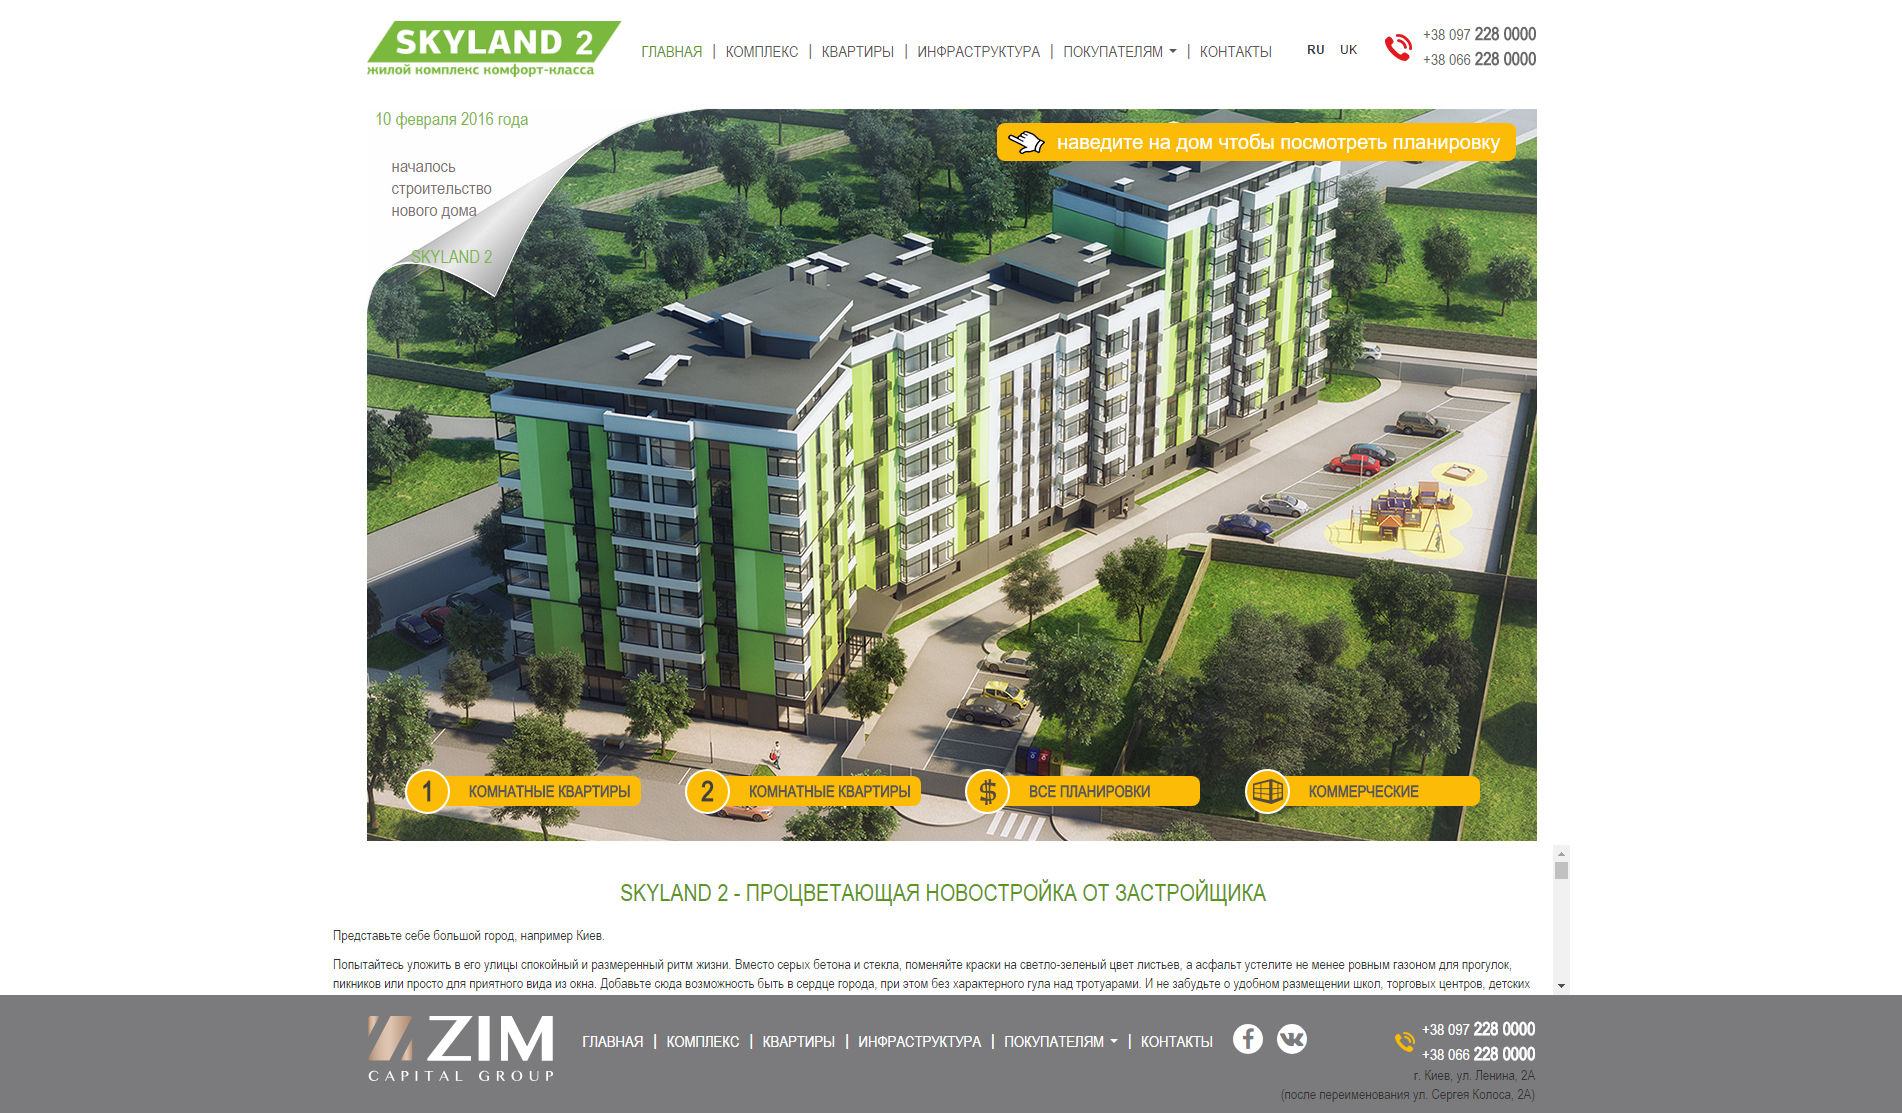 SKYLAND 2
жилой комплекс комфорт-класса
ГЛАВНАЯ | КОМПЛЕКС | КВАРТИРЫ | ИНФРАСТРУКТУРА | ПОКУПАТЕЛЯМ | КОНТАКТЫ
RU UK
+38 097 228 0000
+38 066 228 0000
10 февраля 2016 года
началось
строительство
нового дома
SKYLAND 2
наведите на дом чтобы посмотреть планировку
1 КОМНАТНЫЕ КВАРТИРЫ
2 КОМНАТНЫЕ КВАРТИРЫ
$ ВСЕ ПЛАНИРОВКИ
КОММЕРЧЕСКИЕ
SKYLAND 2 - ПРОЦВЕТАЮЩАЯ НОВОСТРОЙКА ОТ ЗАСТРОЙЩИКА
Представьте себе большой город, например Киев.
Попытайтесь уложить в его улицы спокойный и размеренный ритм жизни. Вместо серых бетона и стекла, поменяйте краски на светло-зеленый цвет листьев, а асфальт устелите не менее ровным газоном для прогулок,
пикников или просто для приятного вида из окна. Добавьте сюда возможность быть в сердце города, при этом без характерного гула над тротуарами. И не забудьте о удобном размещении школ, торговых центров, детских
ZIM
CAPITAL GROUP
ГЛАВНАЯ | КОМПЛЕКС | КВАРТИРЫ | ИНФРАСТРУКТУРА | ПОКУПАТЕЛЯМ | КОНТАКТЫ
+38 097 228 0000
+38 066 228 0000
г. Киев, ул. Ленина, 2А
(после переименования ул. Сергея Колоса, 2А)